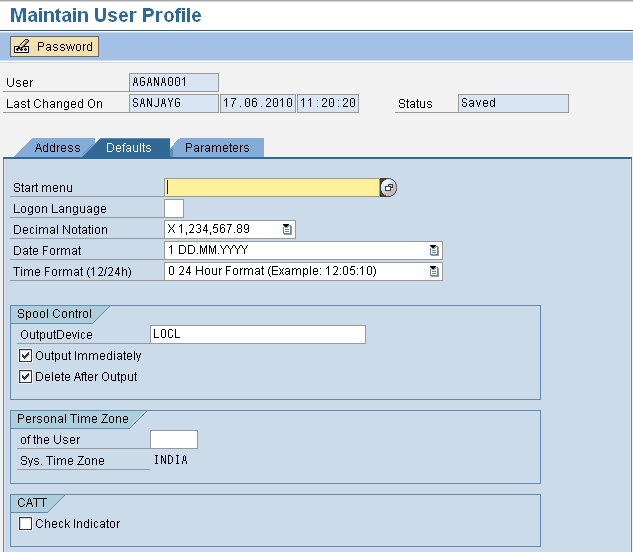 Maintain User Profile
Password
User AGANA001
Last Changed On SANJAYG 17.06.2010 11:20:20 Status Saved
Address Defaults Parameters
Start menu
Logon Language
Decimal Notation X 1,234,567.89
Date Format 1 DD.MM.YYYY
Time Format (12/24h) 0 24 Hour Format (Example: 12:05:10)
Spool Control
OutputDevice LOCL
Output Immediately
Delete After Output
Personal Time Zone
of the User
Sys. Time Zone INDIA
CATT
Check Indicator